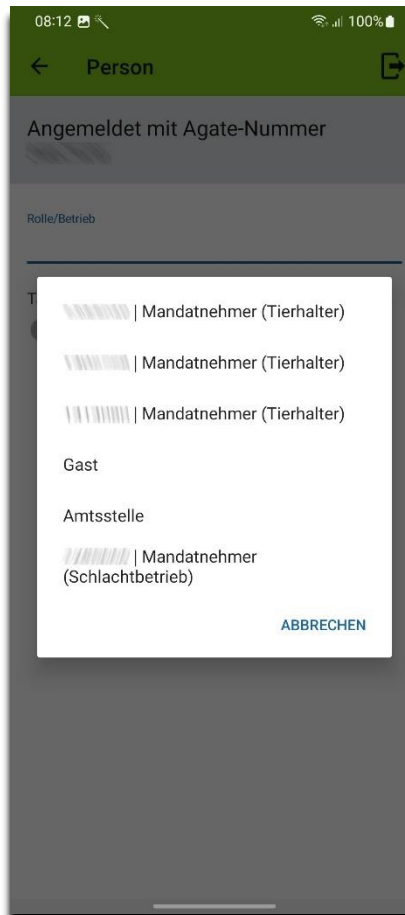 08:12 100%
Person
Angemeldet mit Agate-Nummer
Rolle/Betrieb
T
| Mandatnehmer (Tierhalter)
| Mandatnehmer (Tierhalter)
| Mandatnehmer (Tierhalter)
Gast
Amtsstelle
| Mandatnehmer
(Schlachtbetrieb)
ABBRECHEN